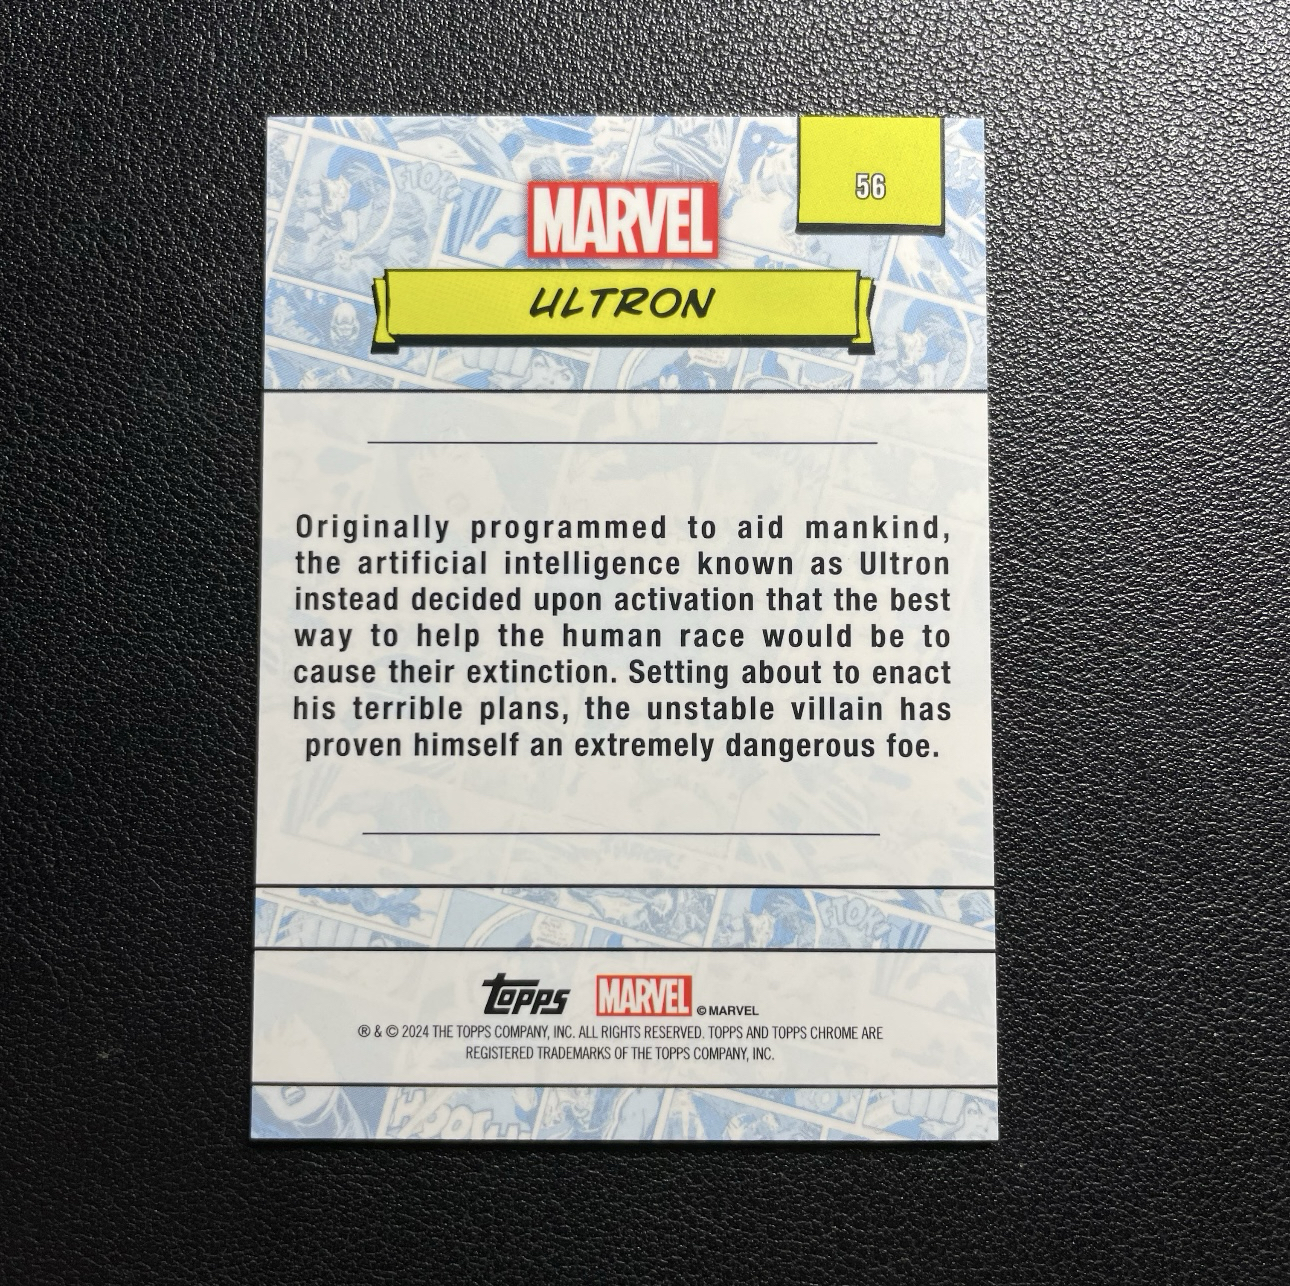 56
MARVEL
ULTRON
Originally programmed to aid mankind,
the artificial intelligence known as Ultron
instead decided upon activation that the best
way to help the human race would be to
cause their extinction. Setting about to enact
his terrible plans, the unstable villain has
proven himself an extremely dangerous foe.
FTOK!
topps MARVEL © MARVEL
® & © 2024 THE TOPPS COMPANY, INC. ALL RIGHTS RESERVED. TOPPS AND TOPPS CHROME ARE
REGISTERED TRADEMARKS OF THE TOPPS COMPANY, INC.